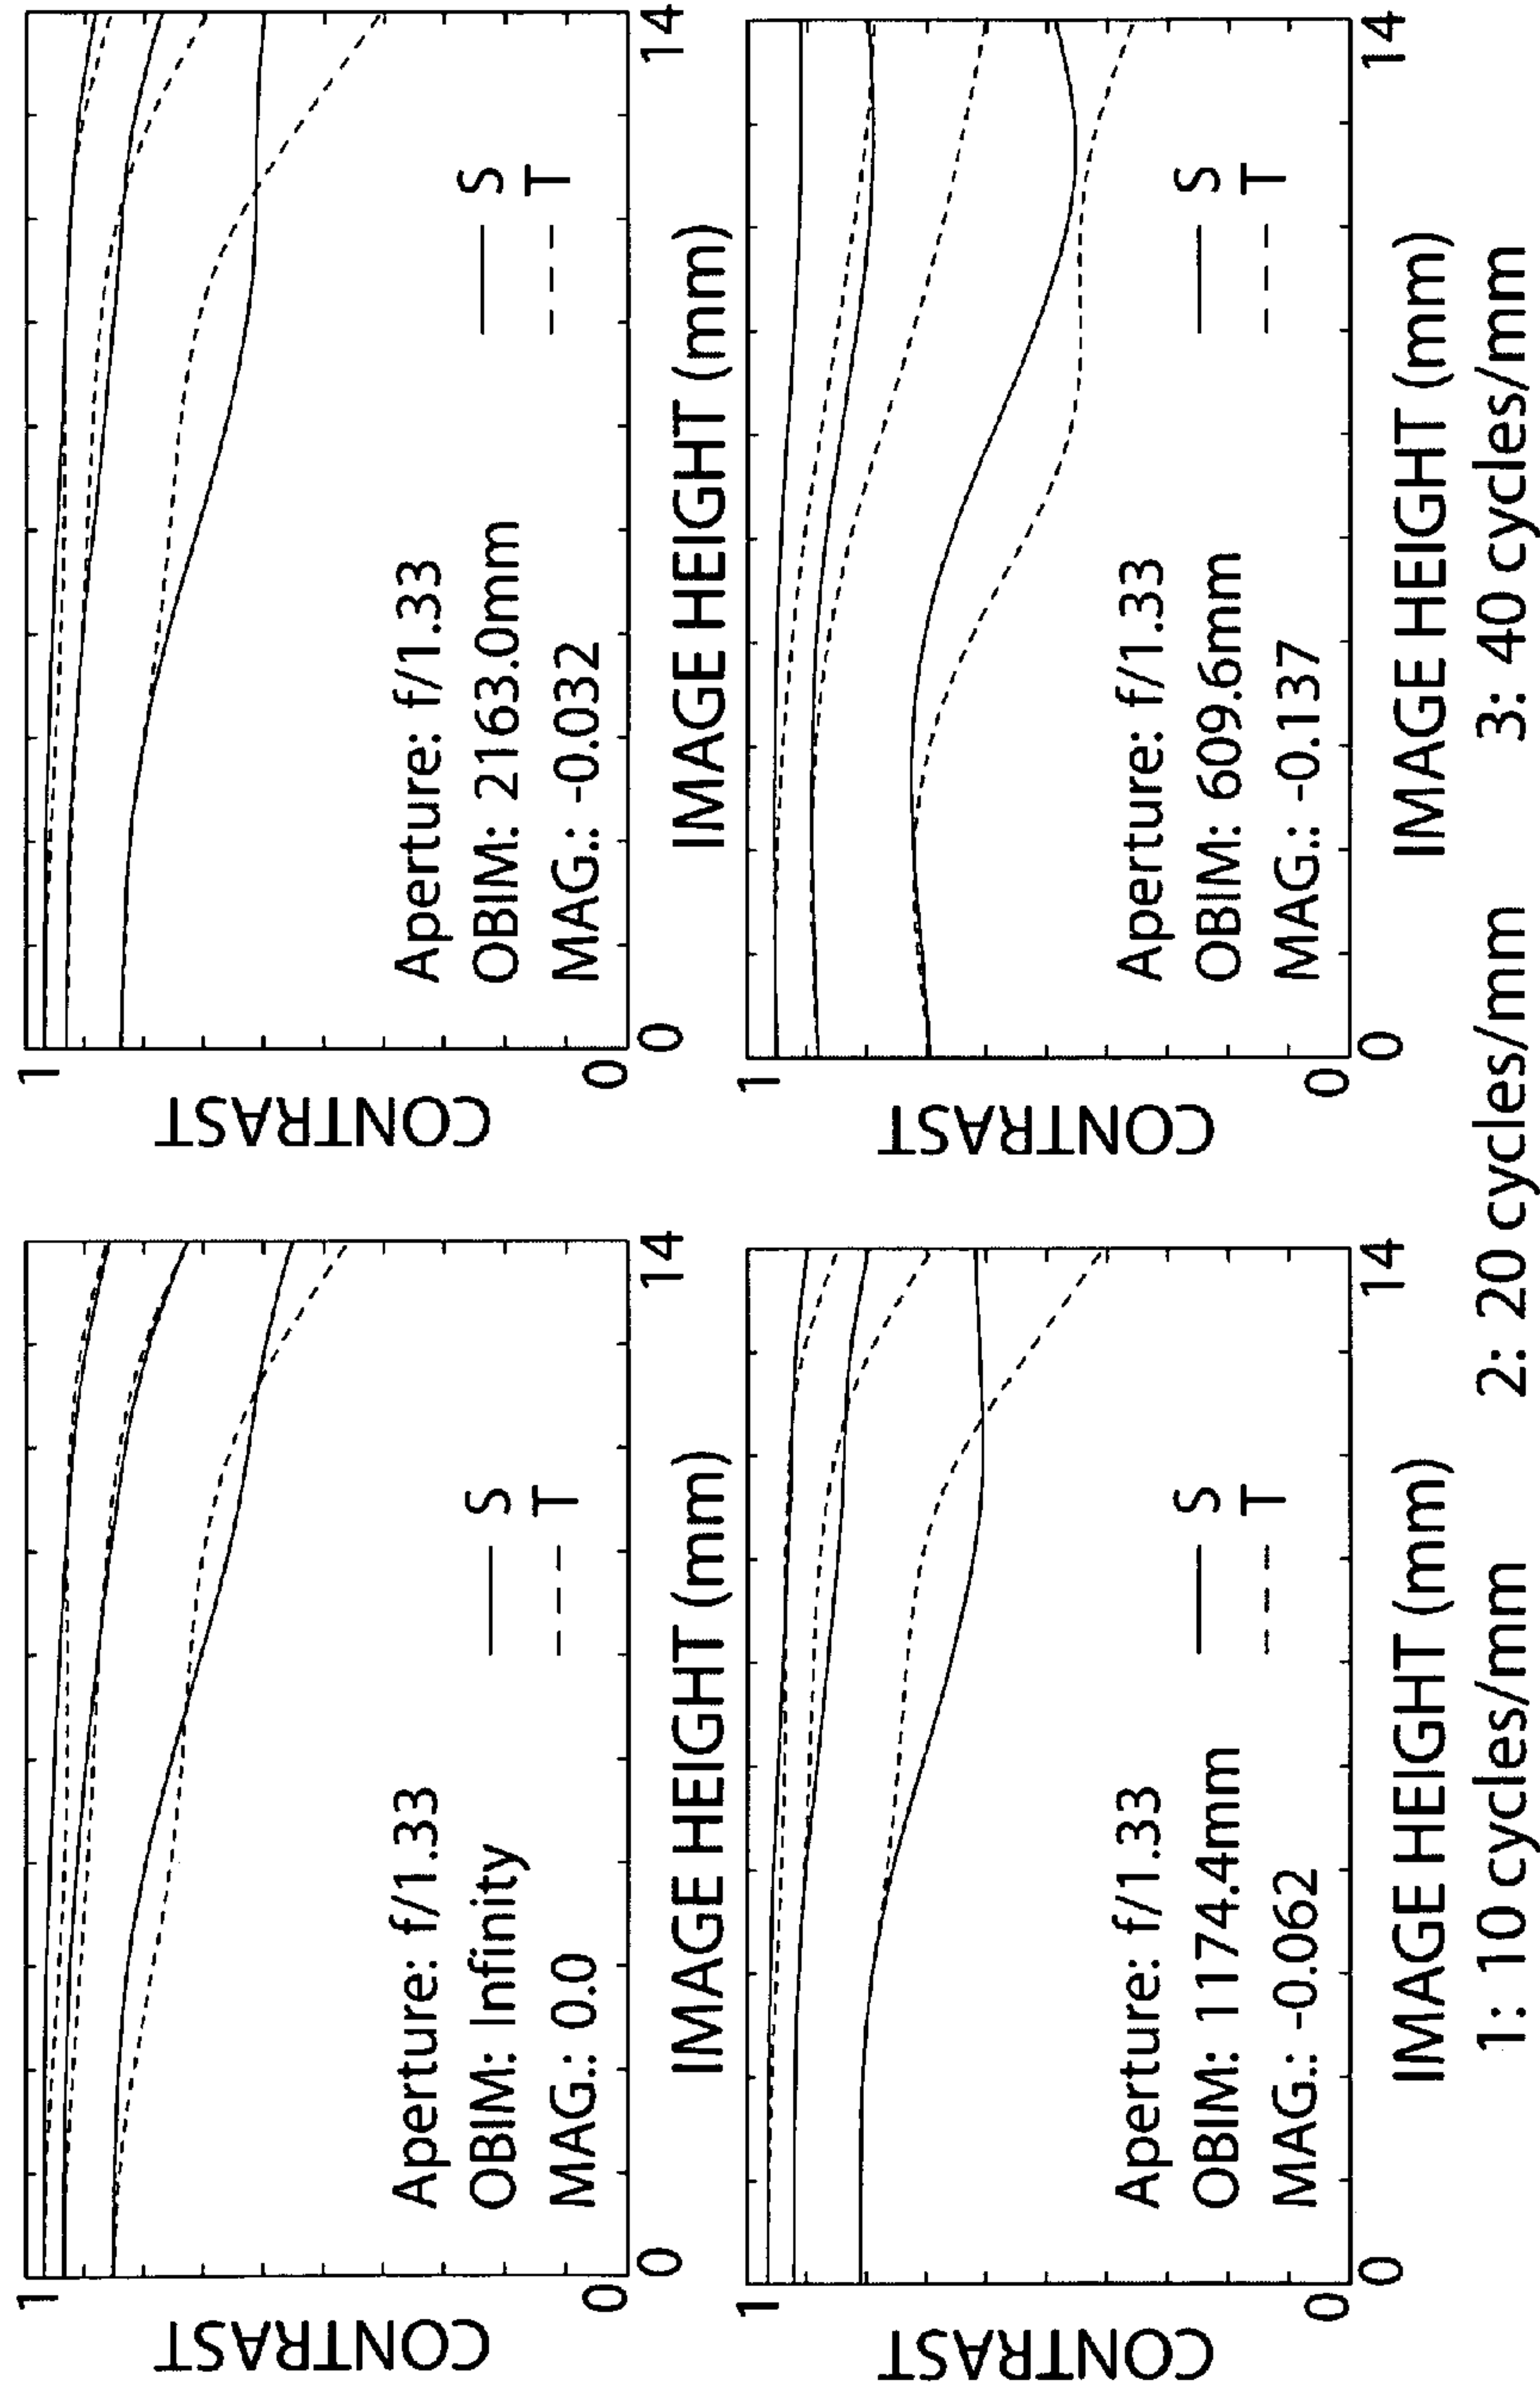 CONTRAST
1
0
Aperture: f/1.33
OBIM: Infinity
MAG.: 0.0
S
T
0
14
IMAGE HEIGHT (mm)
CONTRAST
1
0
Aperture: f/1.33
OBIM: 2163.0mm
MAG.: -0.032
S
T
0
14
IMAGE HEIGHT (mm)
CONTRAST
1
0
Aperture: f/1.33
OBIM: 1174.4mm
MAG.: -0.062
S
T
0
14
IMAGE HEIGHT (mm)
CONTRAST
1
0
Aperture: f/1.33
OBIM: 609.6mm
MAG.: -0.137
S
T
0
14
IMAGE HEIGHT (mm)
1: 10 cycles/mm 2: 20 cycles/mm 3: 40 cycles/mm